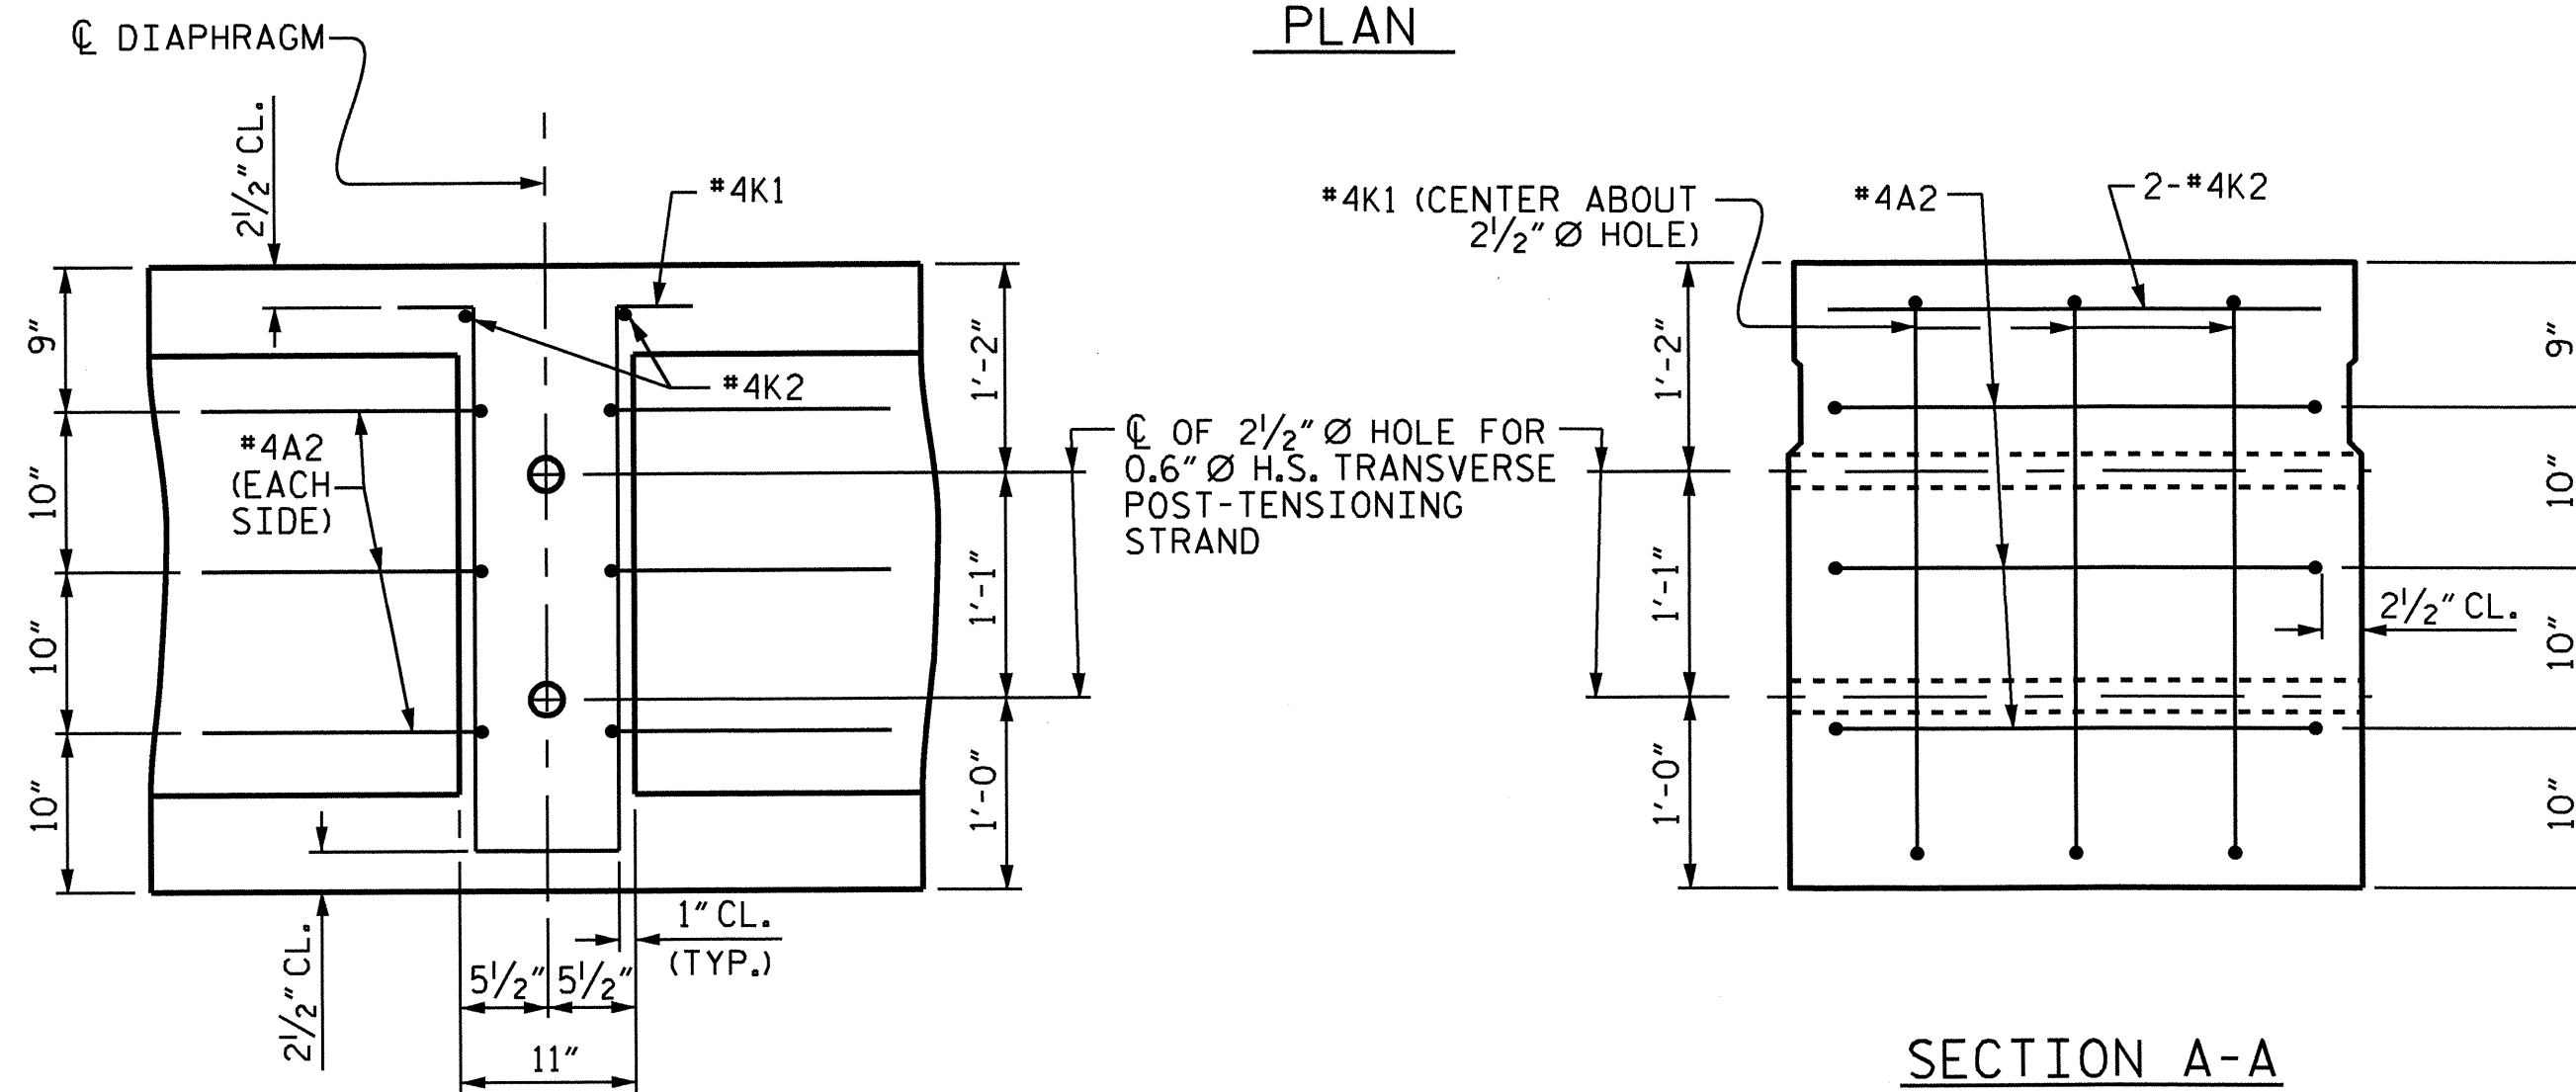 PLAN
℄ DIAPHRAGM
2½" CL.
#4K1
#4K2
#4A2
(EACH
SIDE)
9"
10"
10"
10"
1'-2"
1'-1"
1'-0"
2½" CL.
1" CL.
(TYP.)
5½"
5½"
11"
℄ OF 2½" Ø HOLE FOR
0.6" Ø H.S. TRANSVERSE
POST-TENSIONING
STRAND
#4K1 (CENTER ABOUT
2½" Ø HOLE)
#4A2
2-#4K2
1'-2"
1'-1"
1'-0"
2½" CL.
9"
10"
10"
10"
SECTION A-A